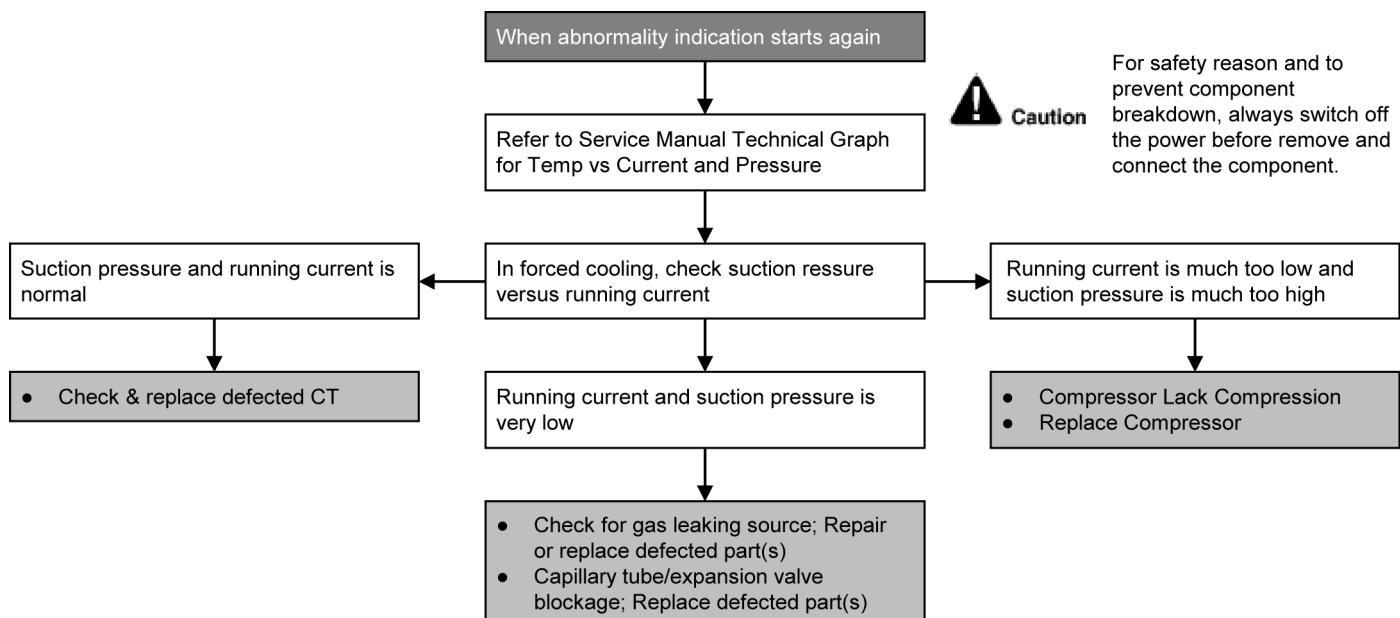 When abnormality indication starts again
Caution
For safety reason and to
prevent component
breakdown, always switch off
the power before remove and
connect the component.
Refer to Service Manual Technical Graph
for Temp vs Current and Pressure
Suction pressure and running current is
normal
In forced cooling, check suction ressure
versus running current
Running current is much too low and
suction pressure is much too high
● Check & replace defected CT
Running current and suction pressure is
very low
● Compressor Lack Compression
● Replace Compressor
● Check for gas leaking source; Repair
or replace defected part(s)
● Capillary tube/expansion valve
blockage; Replace defected part(s)